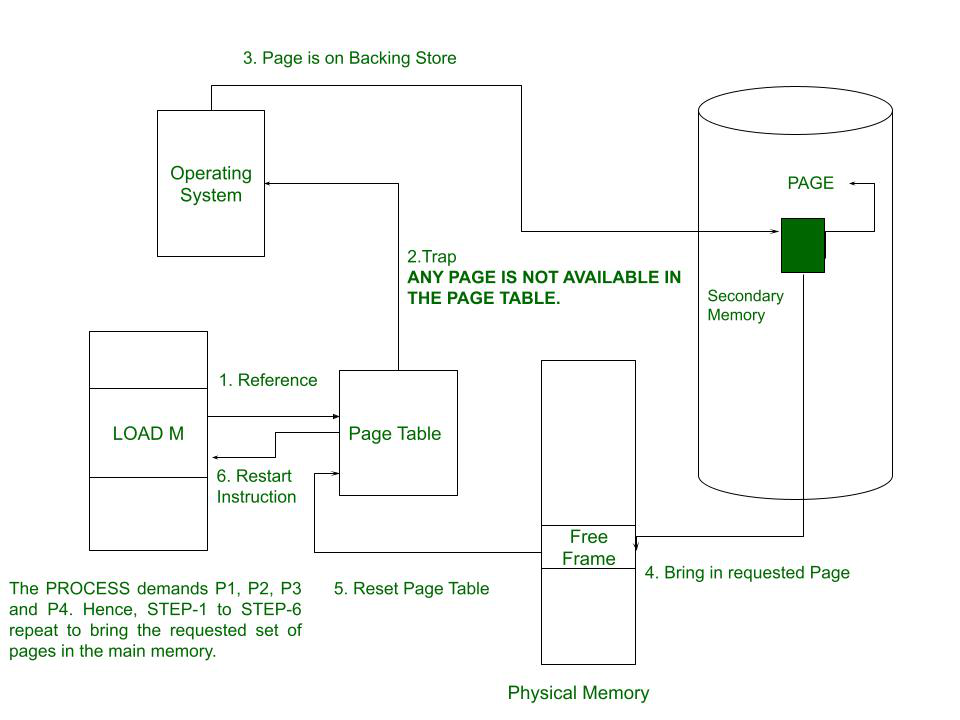 3. Page is on Backing Store
Operating
System
PAGE
2.Trap
ANY PAGE IS NOT AVAILABLE IN
THE PAGE TABLE.
Secondary
Memory
1. Reference
LOAD M
Page Table
6. Restart
Instruction
Free
Frame
4. Bring in requested Page
The PROCESS demands P1, P2, P3
and P4. Hence, STEP-1 to STEP-6
repeat to bring the requested set of
pages in the main memory.
5. Reset Page Table
Physical Memory